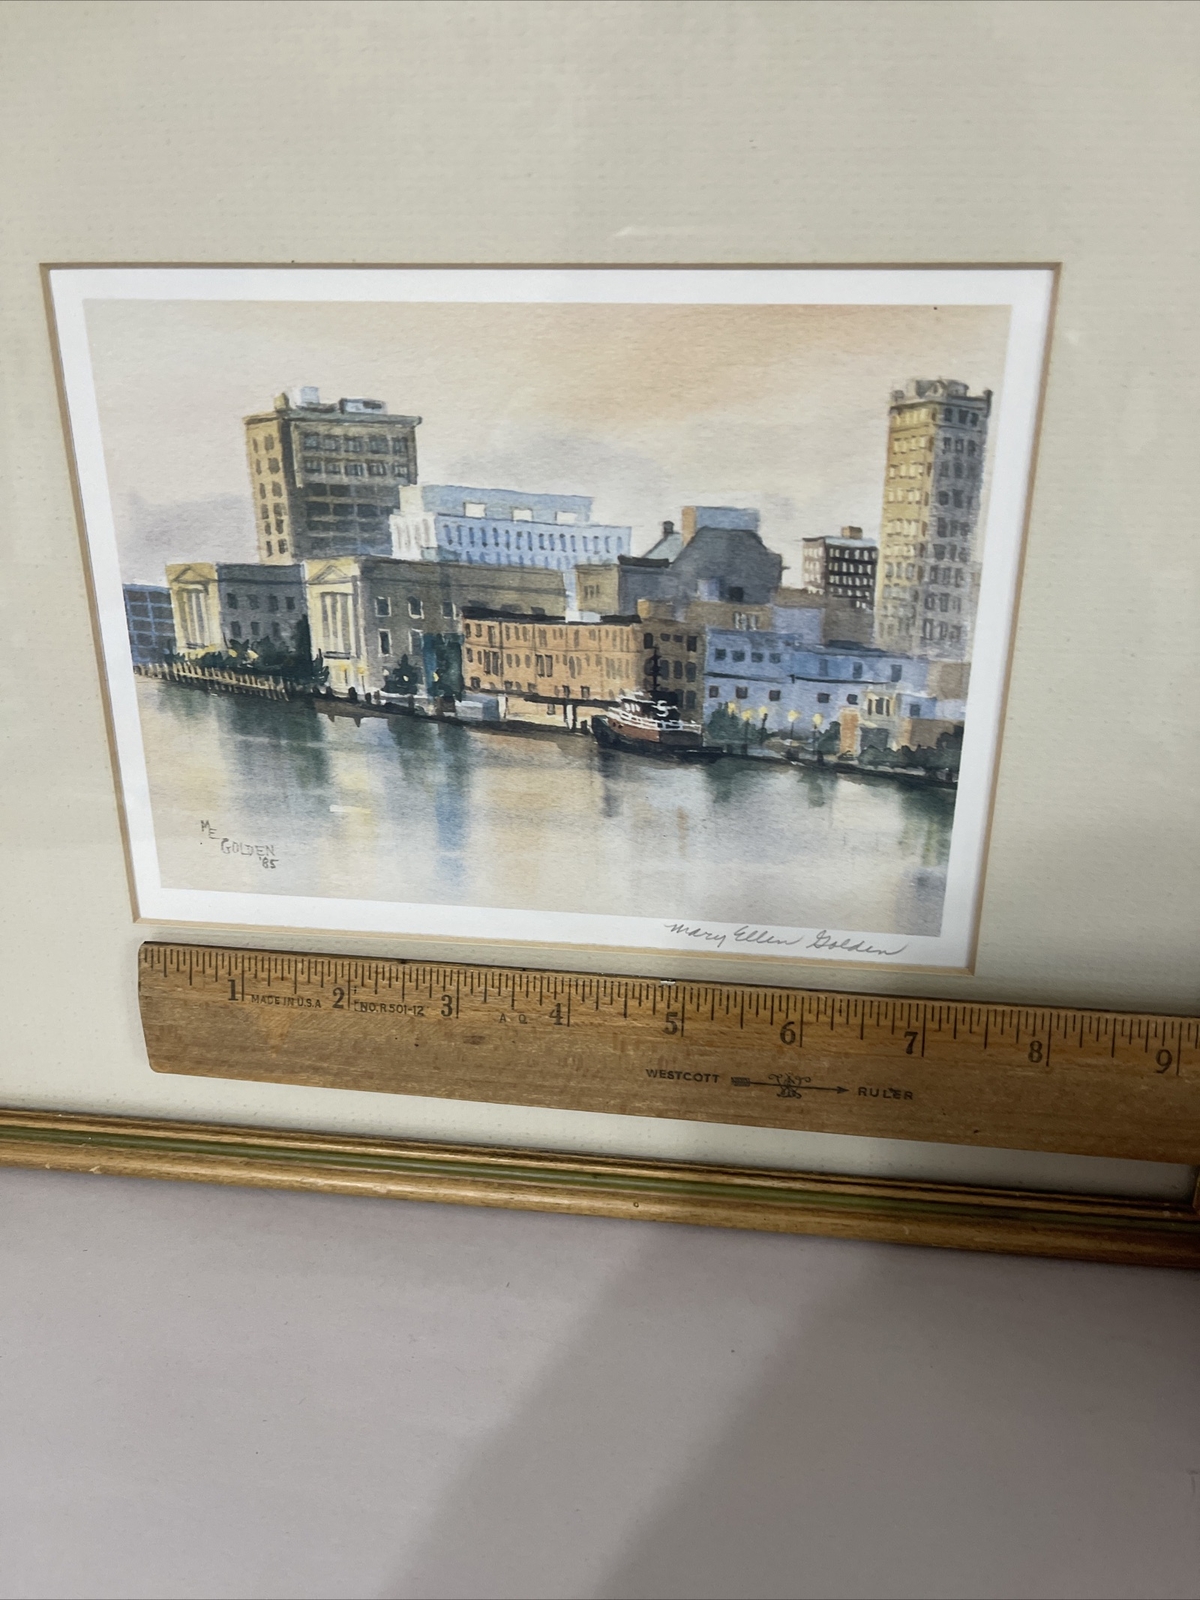 M E
GOLDEN
'85
Mary Ellen Golden
1 MADE IN U.S.A 2 NO. R501-12 3 A Q 4 5 6 7 8 9
WESTCOTT RULER